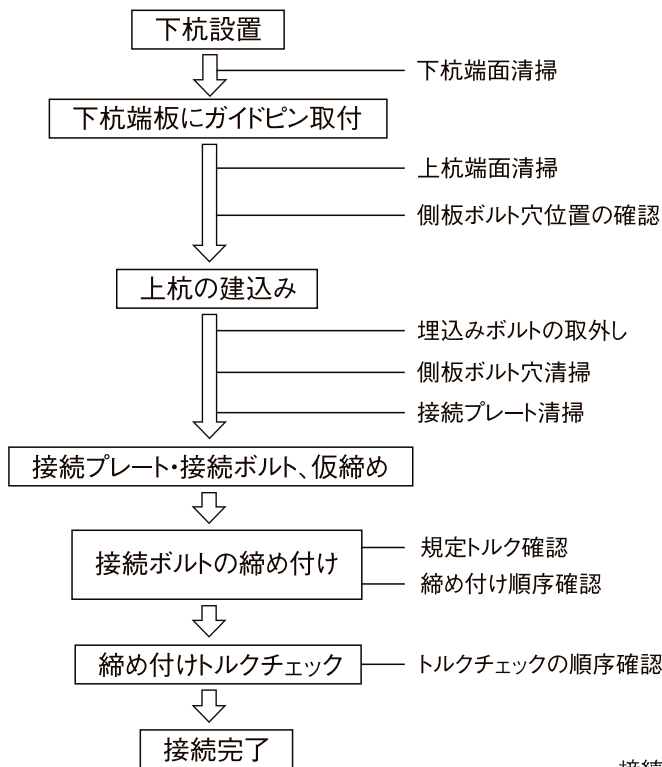 下杭設置
下杭端面清掃
下杭端板にガイドピン取付
上杭端面清掃
側板ボルト穴位置の確認
上杭の建込み
埋込みボルトの取外し
側板ボルト穴清掃
接続プレート清掃
接続プレート・接続ボルト、仮締め
接続ボルトの締め付け
規定トルク確認
締め付け順序確認
締め付けトルクチェック
トルクチェックの順序確認
接続完了